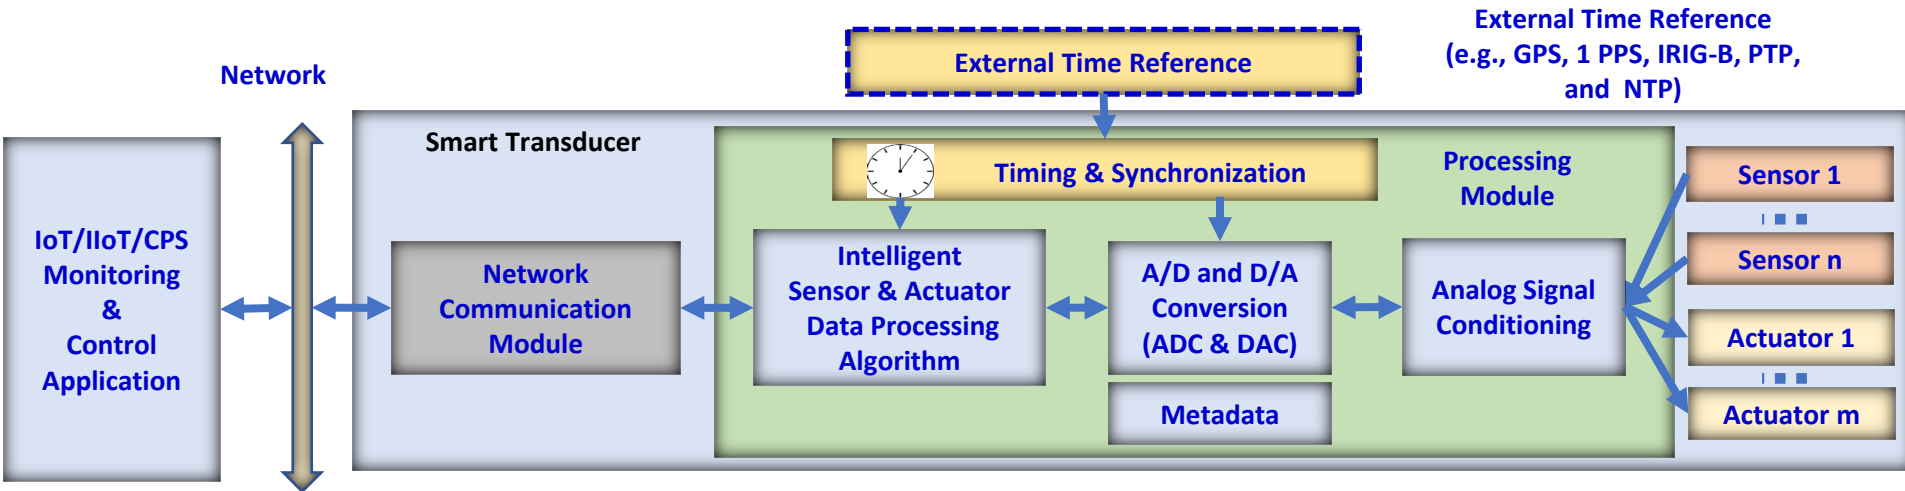 External Time Reference
(e.g., GPS, 1 PPS, IRIG-B, PTP,
and NTP)
Network
External Time Reference
Smart Transducer
Timing & Synchronization
Processing
Module
IoT/IIoT/CPS
Monitoring
&
Control
Application
Network
Communication
Module
Intelligent
Sensor & Actuator
Data Processing
Algorithm
A/D and D/A
Conversion
(ADC & DAC)
Metadata
Analog Signal
Conditioning
Sensor 1
Sensor n
Actuator 1
Actuator m